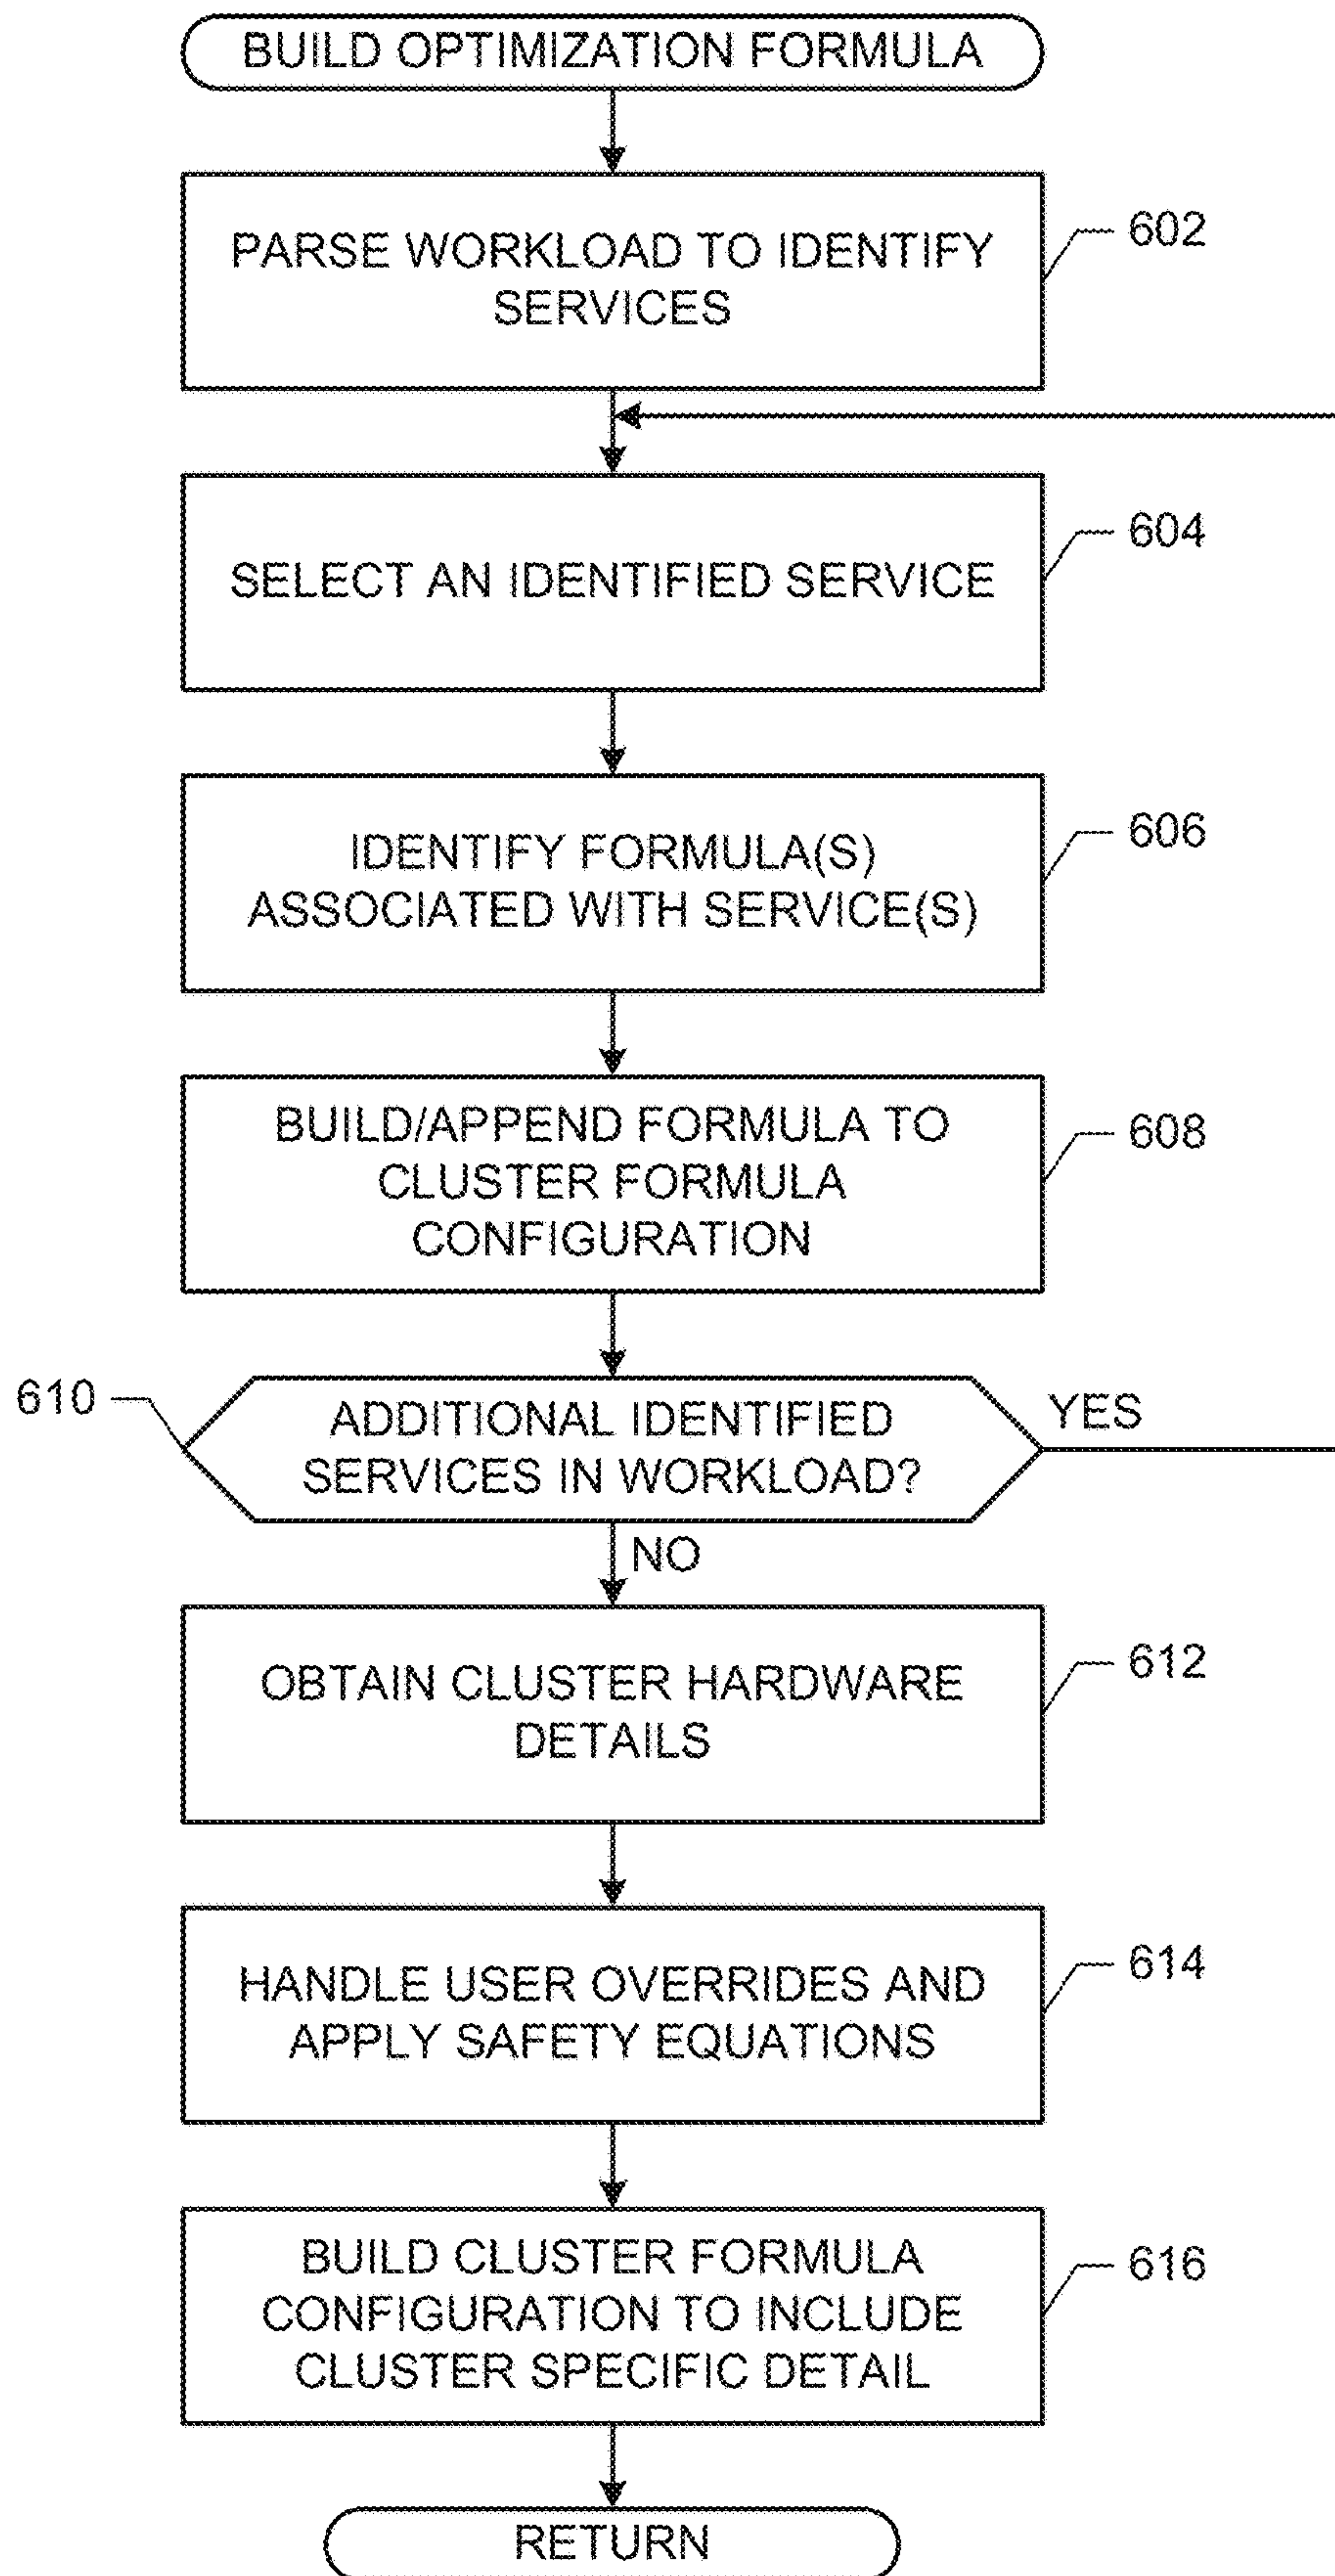 BUILD OPTIMIZATION FORMULA
PARSE WORKLOAD TO IDENTIFY
SERVICES
602
SELECT AN IDENTIFIED SERVICE
604
IDENTIFY FORMULA(S)
ASSOCIATED WITH SERVICE(S)
606
BUILD/APPEND FORMULA TO
CLUSTER FORMULA
CONFIGURATION
608
610
ADDITIONAL IDENTIFIED
SERVICES IN WORKLOAD?
YES
NO
OBTAIN CLUSTER HARDWARE
DETAILS
612
HANDLE USER OVERRIDES AND
APPLY SAFETY EQUATIONS
614
BUILD CLUSTER FORMULA
CONFIGURATION TO INCLUDE
CLUSTER SPECIFIC DETAIL
616
RETURN